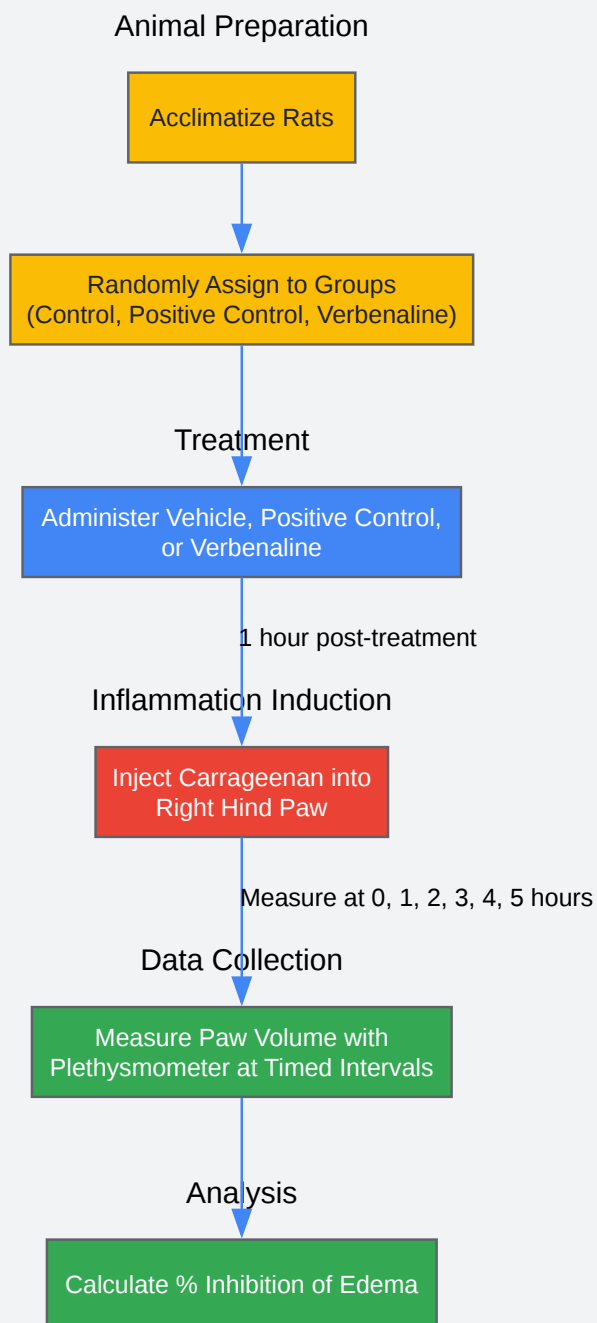 Animal Preparation
Acclimatize Rats
Randomly Assign to Groups
(Control, Positive Control, Verbenaline)
Treatment
Administer Vehicle, Positive Control,
or Verbenaline
1 hour post-treatment
Inflammation Induction
Inject Carrageenan into
Right Hind Paw
Measure at 0, 1, 2, 3, 4, 5 hours
Data Collection
Measure Paw Volume with
Plethysmometer at Timed Intervals
Analysis
Calculate % Inhibition of Edema